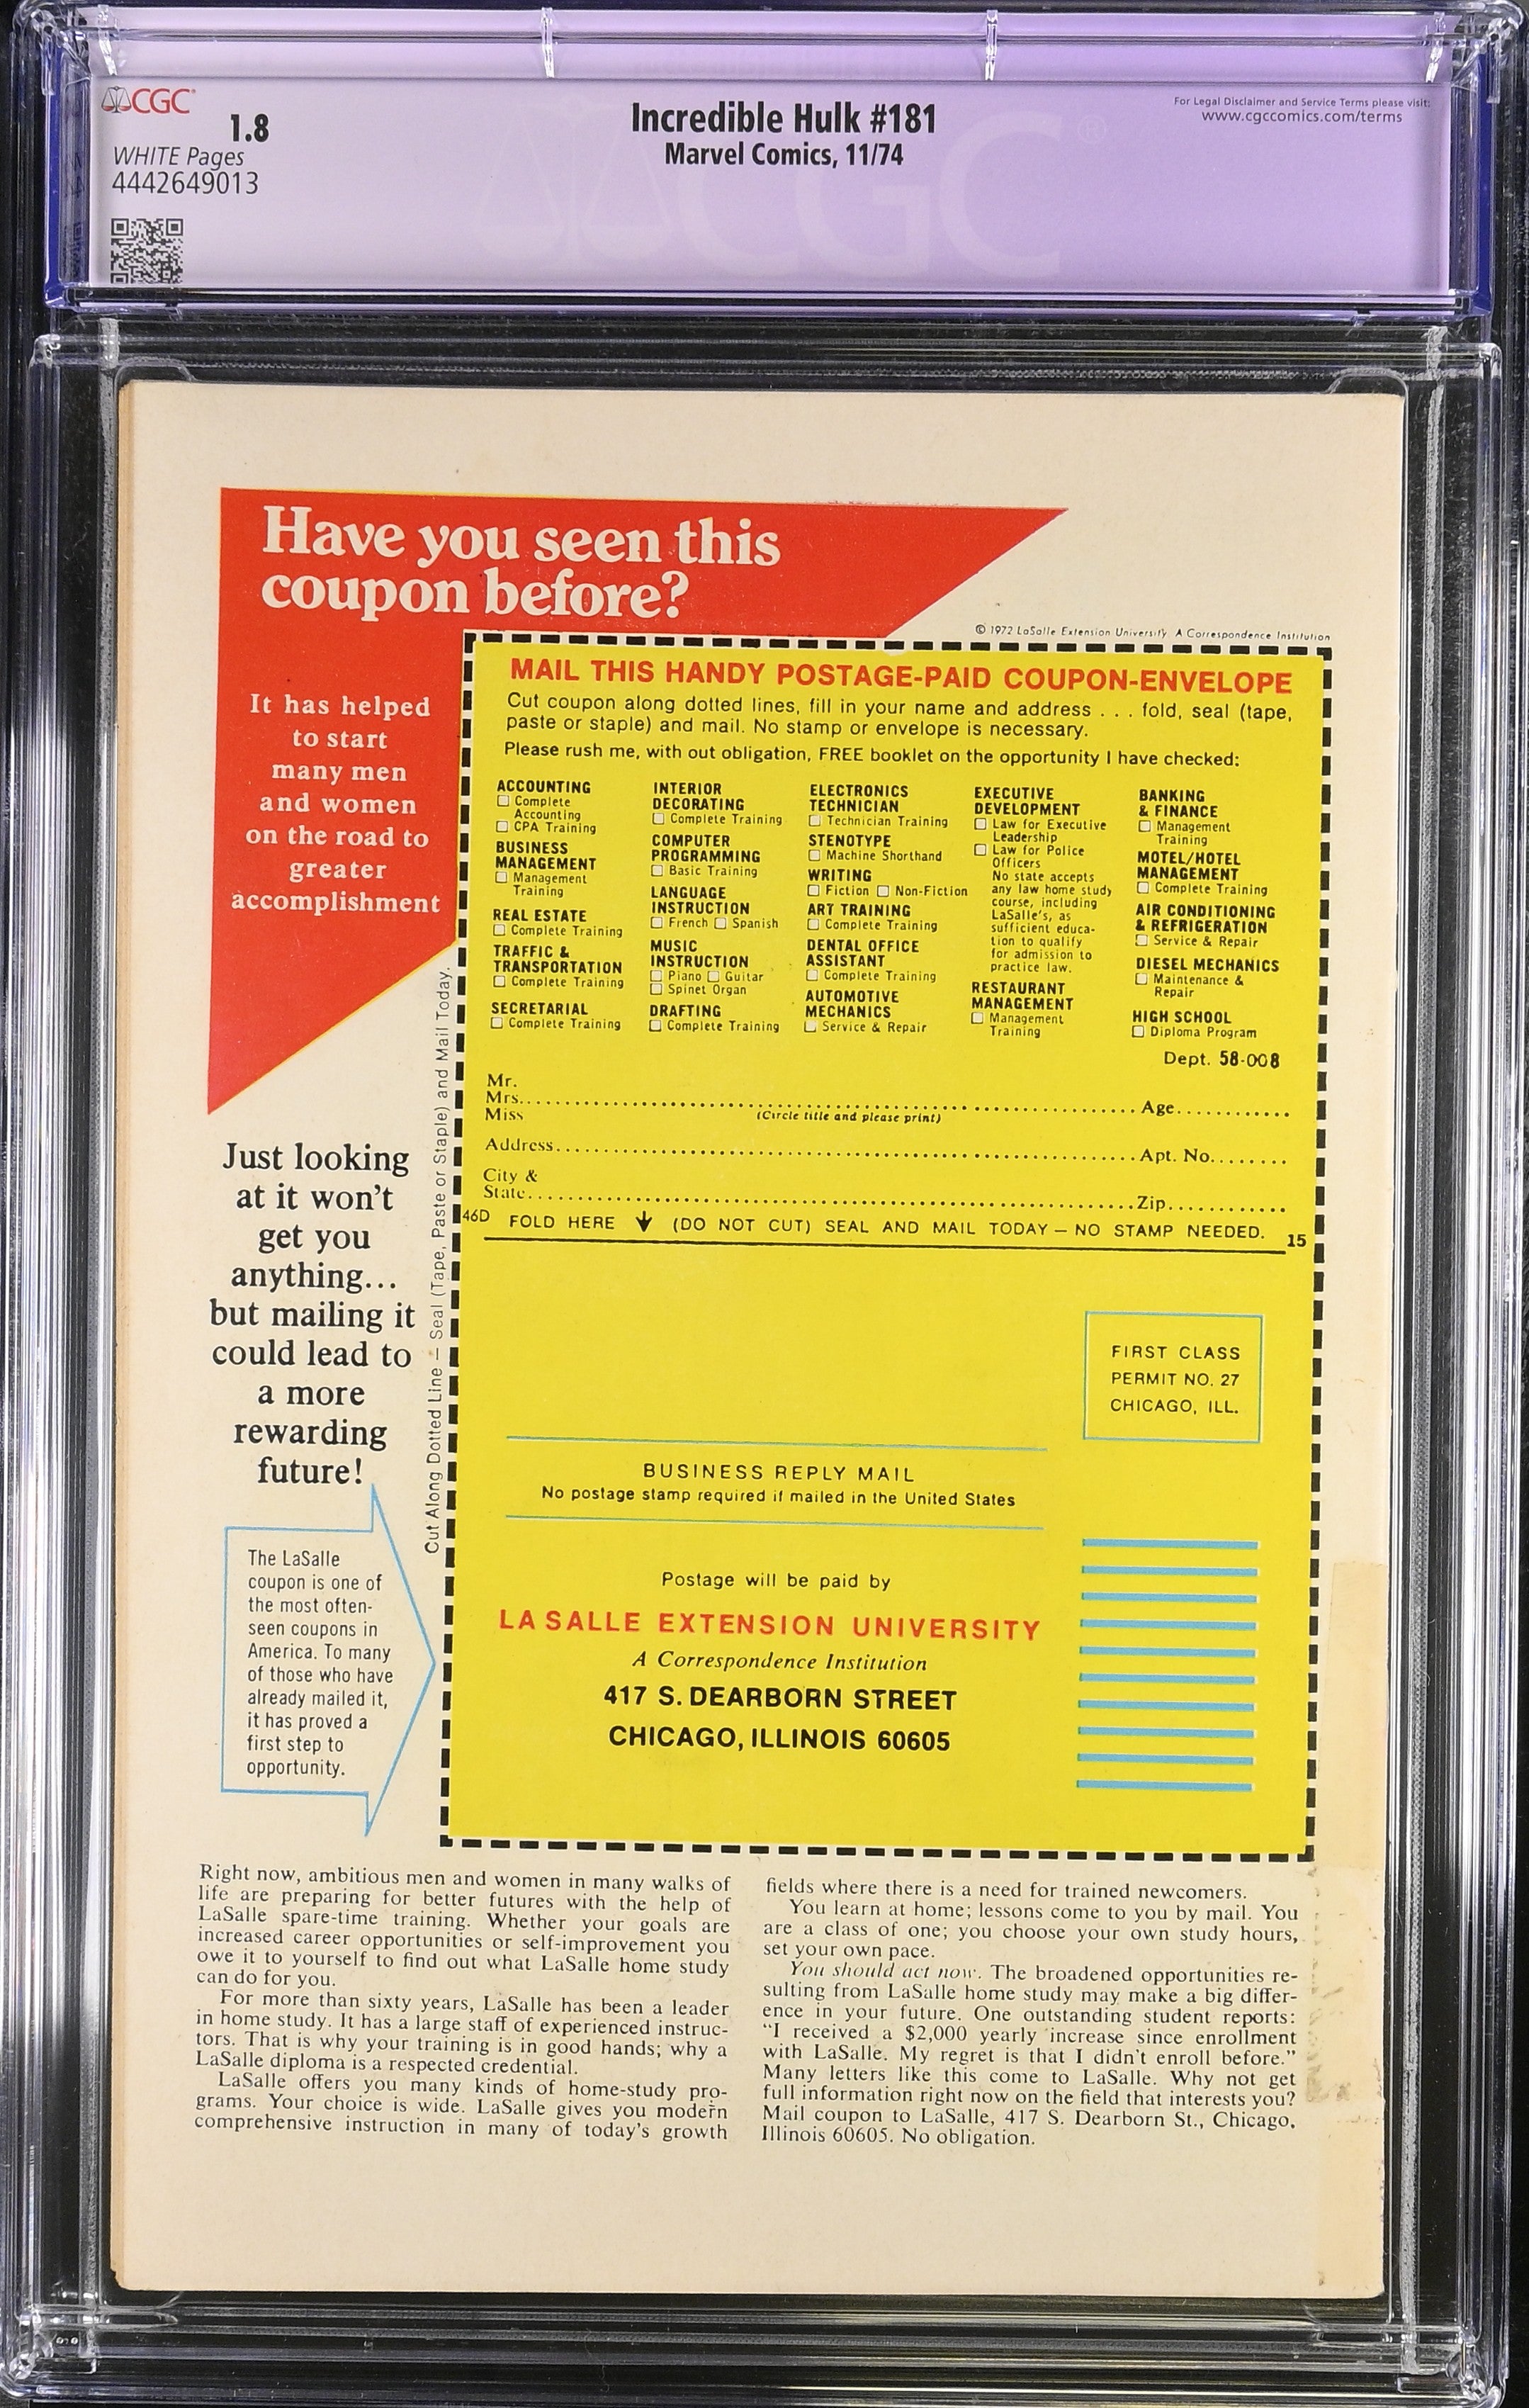 CGC
1.8
WHITE Pages
4442649013
Incredible Hulk #181
Marvel Comics, 11/74
For Legal Disclaimer and Service Terms please visit:
www.cgccomics.com/terms
CGC®
Have you seen this
coupon before?
It has helped
to start
many men
and women
on the road to
greater
accomplishment
© 1972 LaSalle Extension University A Correspondence Institution
MAIL THIS HANDY POSTAGE-PAID COUPON-ENVELOPE
Cut coupon along dotted lines, fill in your name and address . . . fold, seal (tape,
paste or staple) and mail. No stamp or envelope is necessary.
Please rush me, with out obligation, FREE booklet on the opportunity I have checked:
ACCOUNTING
Complete
Accounting
CPA Training
BUSINESS
MANAGEMENT
Management
Training
REAL ESTATE
Complete Training
TRAFFIC &
TRANSPORTATION
Complete Training
SECRETARIAL
Complete Training
INTERIOR
DECORATING
Complete Training
COMPUTER
PROGRAMMING
Basic Training
LANGUAGE
INSTRUCTION
French Spanish
MUSIC
INSTRUCTION
Piano Guitar
Spinet Organ
DRAFTING
Complete Training
ELECTRONICS
TECHNICIAN
Technician Training
STENOTYPE
Machine Shorthand
WRITING
Fiction Non-Fiction
ART TRAINING
Complete Training
DENTAL OFFICE
ASSISTANT
Complete Training
AUTOMOTIVE
MECHANICS
Service & Repair
EXECUTIVE
DEVELOPMENT
Law for Executive
Leadership
Law for Police
Officers
No state accepts
any law home study
course, including
LaSalle's, as
sufficient educa-
tion to qualify
for admission to
practice law.
RESTAURANT
MANAGEMENT
Management
Training
BANKING
& FINANCE
Management
Training
MOTEL/HOTEL
MANAGEMENT
Complete Training
AIR CONDITIONING
& REFRIGERATION
Service & Repair
DIESEL MECHANICS
Maintenance &
Repair
HIGH SCHOOL
Diploma Program
Dept. 58-008
Mr.
Mrs. Age
Miss (Circle title and please print)
Address Apt. No.
City &
State Zip
46D FOLD HERE (DO NOT CUT) SEAL AND MAIL TODAY — NO STAMP NEEDED. 15
Cut Along Dotted Line — Seal (Tape, Paste or Staple) and Mail Today.
Just looking
at it won't
get you
anything...
but mailing it
could lead to
a more
rewarding
future!
FIRST CLASS
PERMIT NO. 27
CHICAGO, ILL.
BUSINESS REPLY MAIL
No postage stamp required if mailed in the United States
Postage will be paid by
LA SALLE EXTENSION UNIVERSITY
A Correspondence Institution
417 S. DEARBORN STREET
CHICAGO, ILLINOIS 60605
The LaSalle
coupon is one of
the most often-
seen coupons in
America. To many
of those who have
already mailed it,
it has proved a
first step to
opportunity.
Right now, ambitious men and women in many walks of
life are preparing for better futures with the help of
LaSalle spare-time training. Whether your goals are
increased career opportunities or self-improvement you
owe it to yourself to find out what LaSalle home study
can do for you.
For more than sixty years, LaSalle has been a leader
in home study. It has a large staff of experienced instruc-
tors. That is why your training is in good hands; why a
LaSalle diploma is a respected credential.
LaSalle offers you many kinds of home-study pro-
grams. Your choice is wide. LaSalle gives you modern
comprehensive instruction in many of today's growth
fields where there is a need for trained newcomers.
You learn at home; lessons come to you by mail. You
are a class of one; you choose your own study hours,
set your own pace.
You should act now. The broadened opportunities re-
sulting from LaSalle home study may make a big differ-
ence in your future. One outstanding student reports:
"I received a $2,000 yearly increase since enrollment
with LaSalle. My regret is that I didn't enroll before."
Many letters like this come to LaSalle. Why not get
full information right now on the field that interests you?
Mail coupon to LaSalle, 417 S. Dearborn St., Chicago,
Illinois 60605. No obligation.